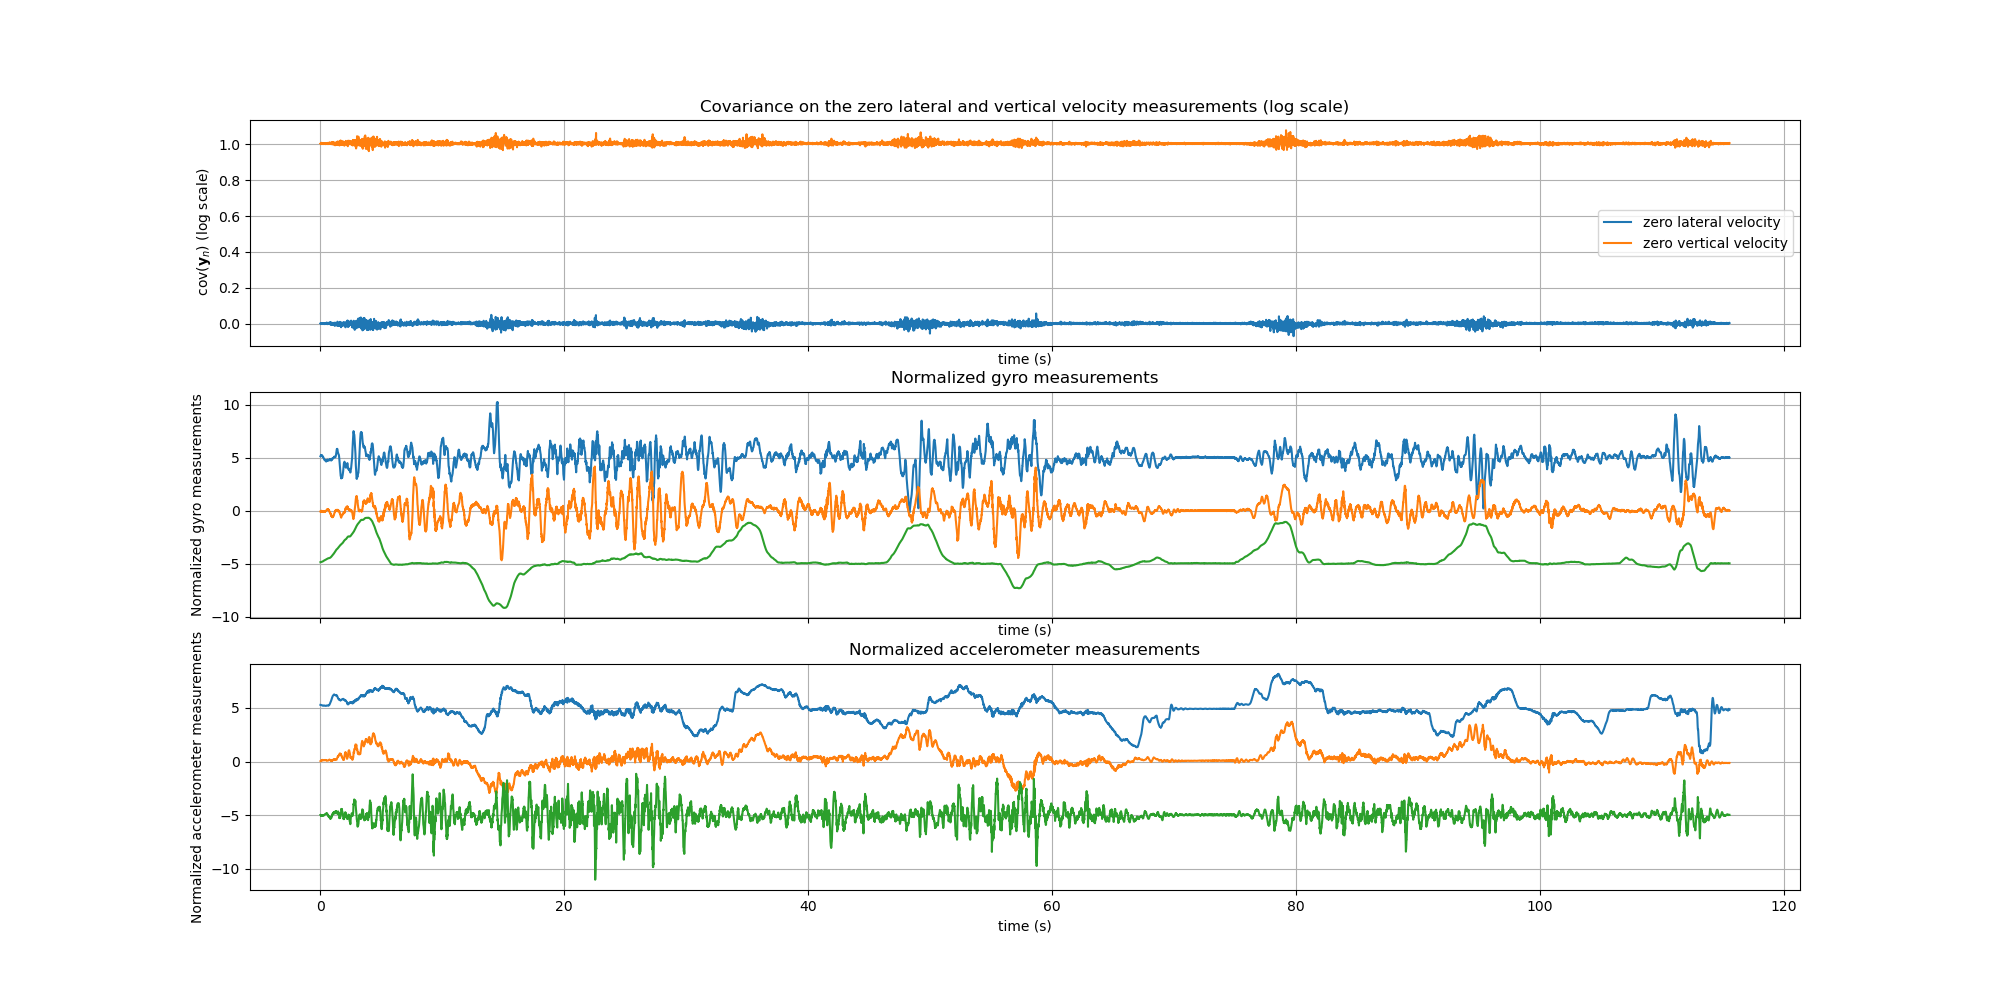 Covariance on the zero lateral and vertical velocity measurements (log scale)
cov(yₙ) (log scale)
1.0
0.8
0.6
0.4
0.2
0.0
zero lateral velocity
zero vertical velocity
time (s)
Normalized gyro measurements
Normalized gyro measurements
10
5
0
−5
−10
time (s)
Normalized accelerometer measurements
Normalized accelerometer measurements
5
0
−5
−10
0 20 40 60 80 100 120
time (s)